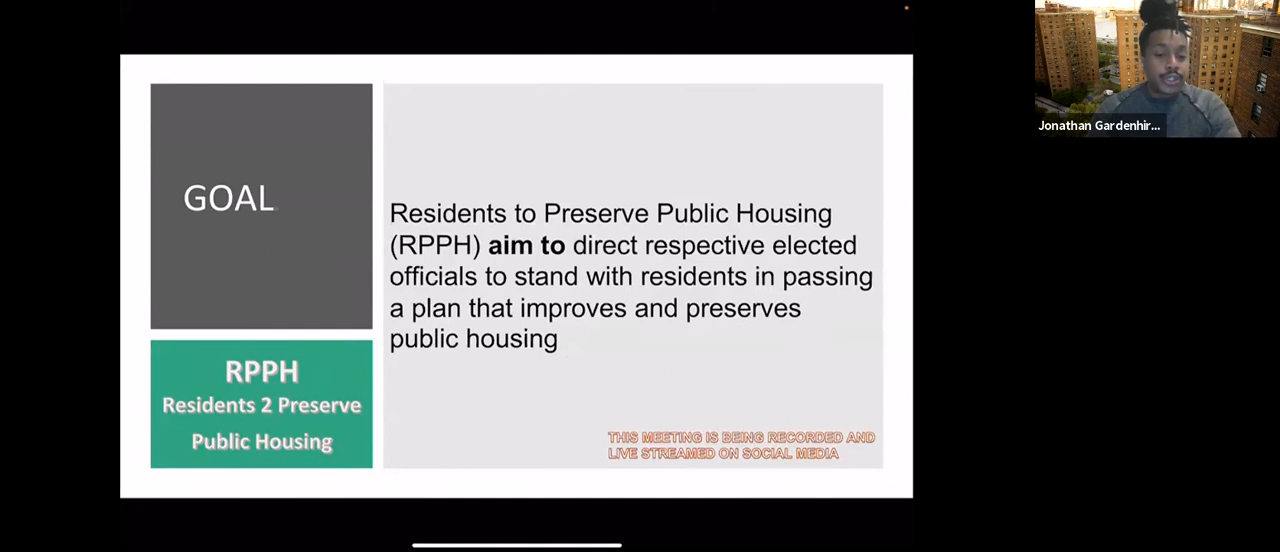 GOAL
Residents to Preserve Public Housing
(RPPH) aim to direct respective elected
officials to stand with residents in passing
a plan that improves and preserves
public housing
RPPH
Residents 2 Preserve
Public Housing
THIS MEETING IS BEING RECORDED AND
LIVE STREAMED ON SOCIAL MEDIA
Jonathan Gardenhir...